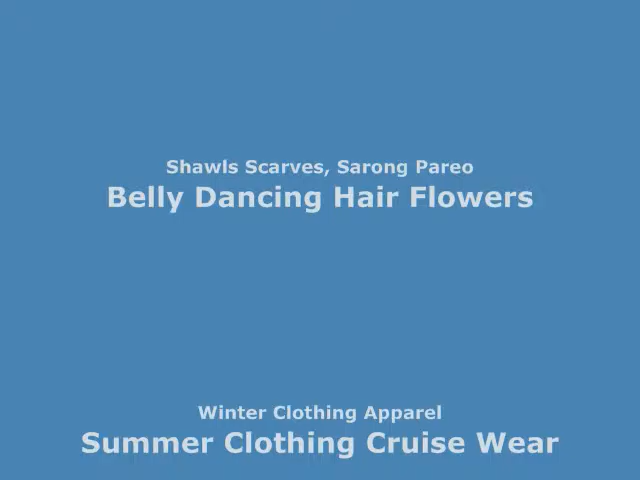 Shawls Scarves, Sarong Pareo
Belly Dancing Hair Flowers
Winter Clothing Apparel
Summer Clothing Cruise Wear